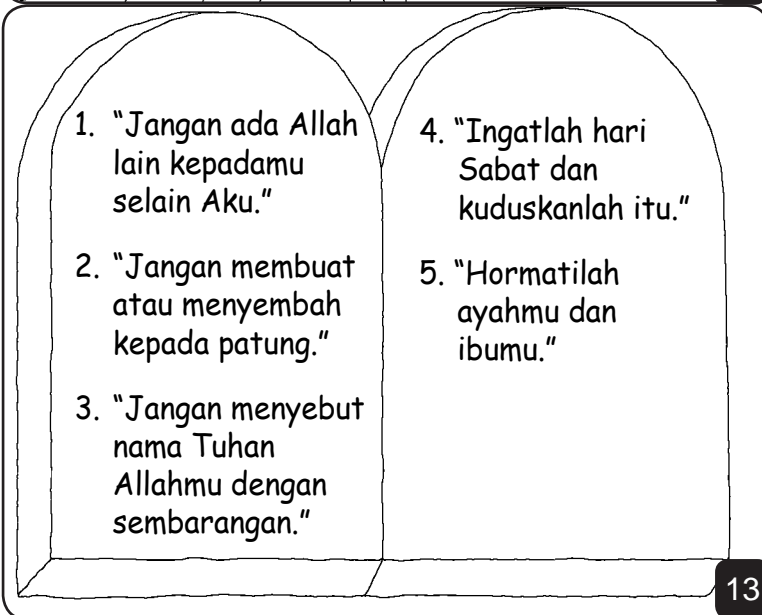 1. “Jangan ada Allah
lain kepadamu
selain Aku.”
2. “Jangan membuat
atau menyembah
kepada patung.”
3. “Jangan menyebut
nama Tuhan
Allahmu dengan
sembarangan.”
4. “Ingatlah hari
Sabat dan
kuduskanlah itu.”
5. “Hormatilah
ayahmu dan
ibumu.”
13